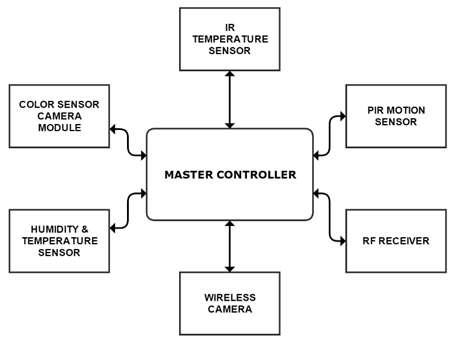 IR
TEMPERATURE
SENSOR
COLOR SENSOR
CAMERA
MODULE
PIR MOTION
SENSOR
MASTER CONTROLLER
HUMIDITY &
TEMPERATURE
SENSOR
RF RECEIVER
WIRELESS
CAMERA